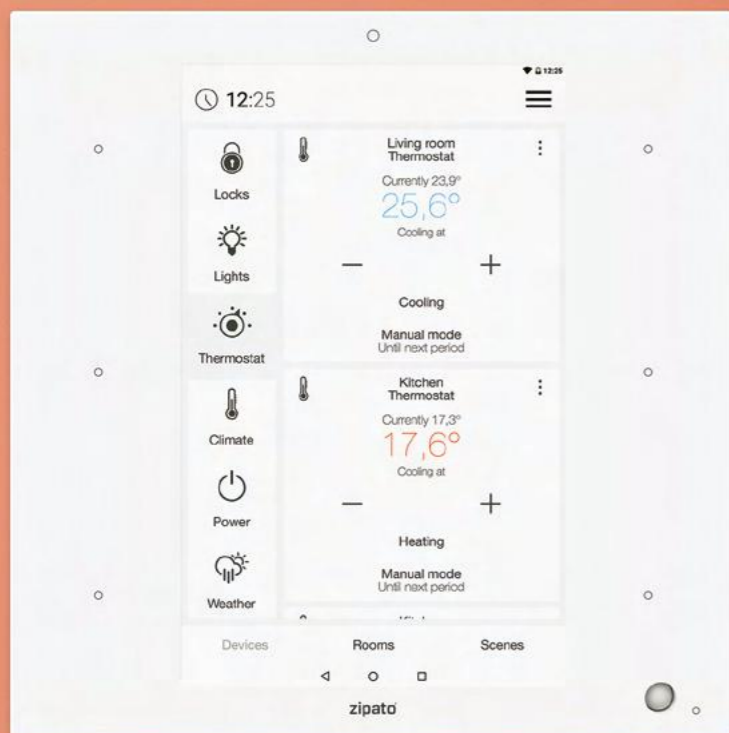 12:25
12:25
Locks
Lights
Thermostat
Climate
Power
Weather
Living room
Thermostat
Currently 23,9°
25,6°
Cooling at
Cooling
Manual mode
Until next period
Kitchen
Thermostat
Currently 17,3°
17,6°
Cooling at
Heating
Manual mode
Until next period
Devices
Rooms
Scenes
zipato